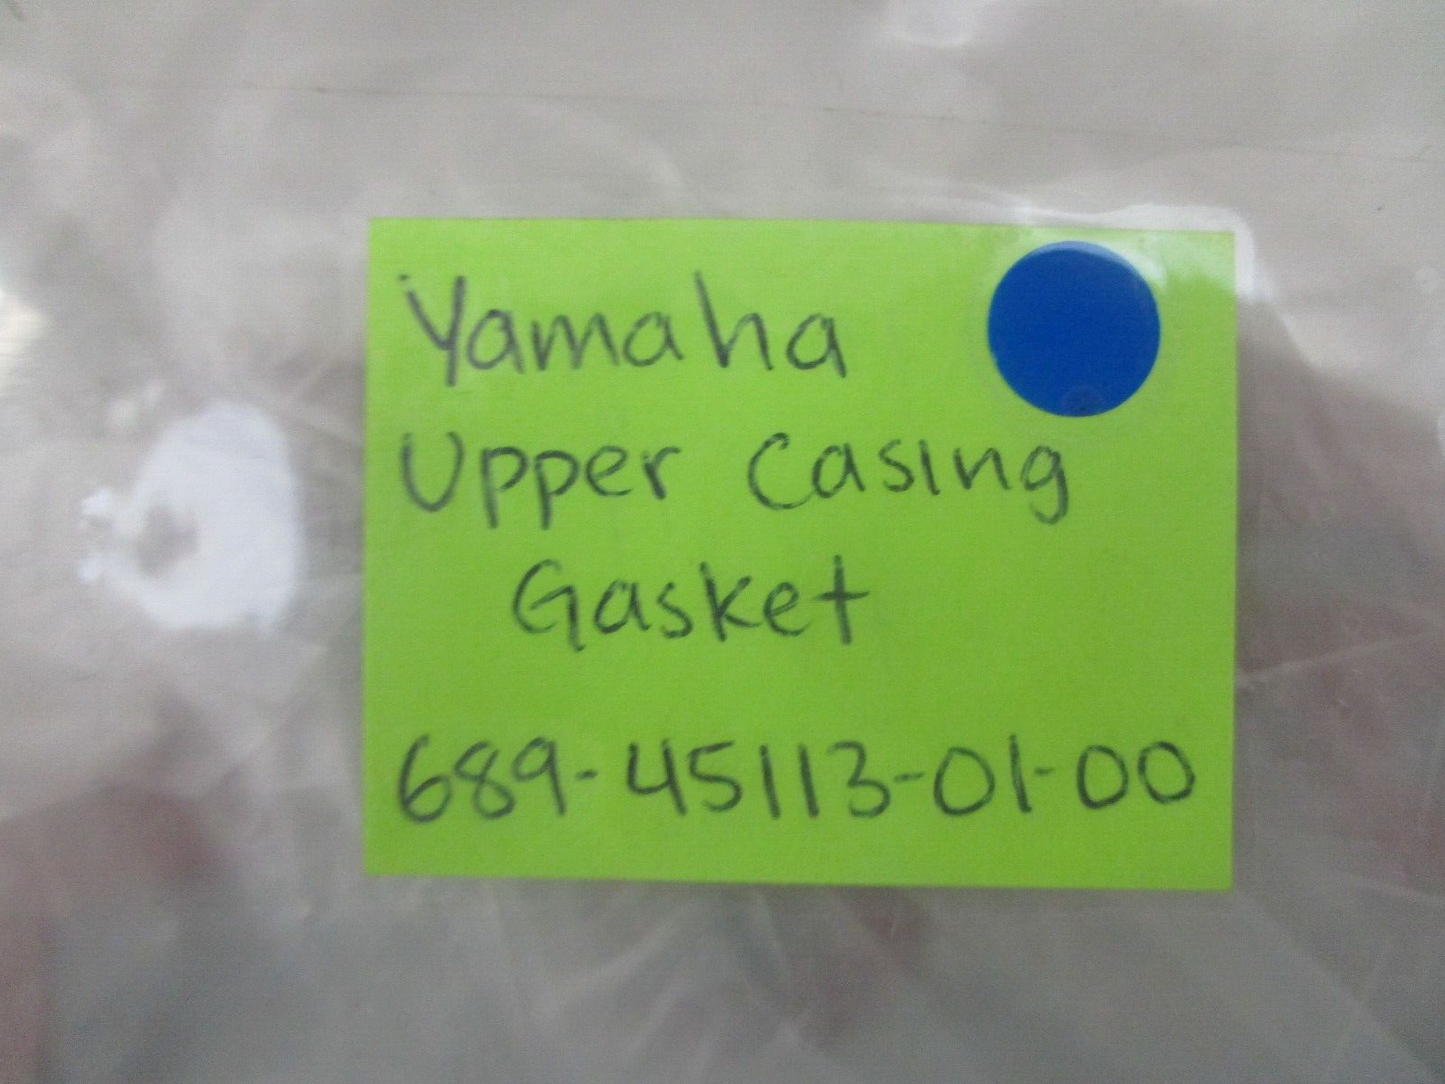 Yamaha
Upper Casing
Gasket
689-45113-01-00